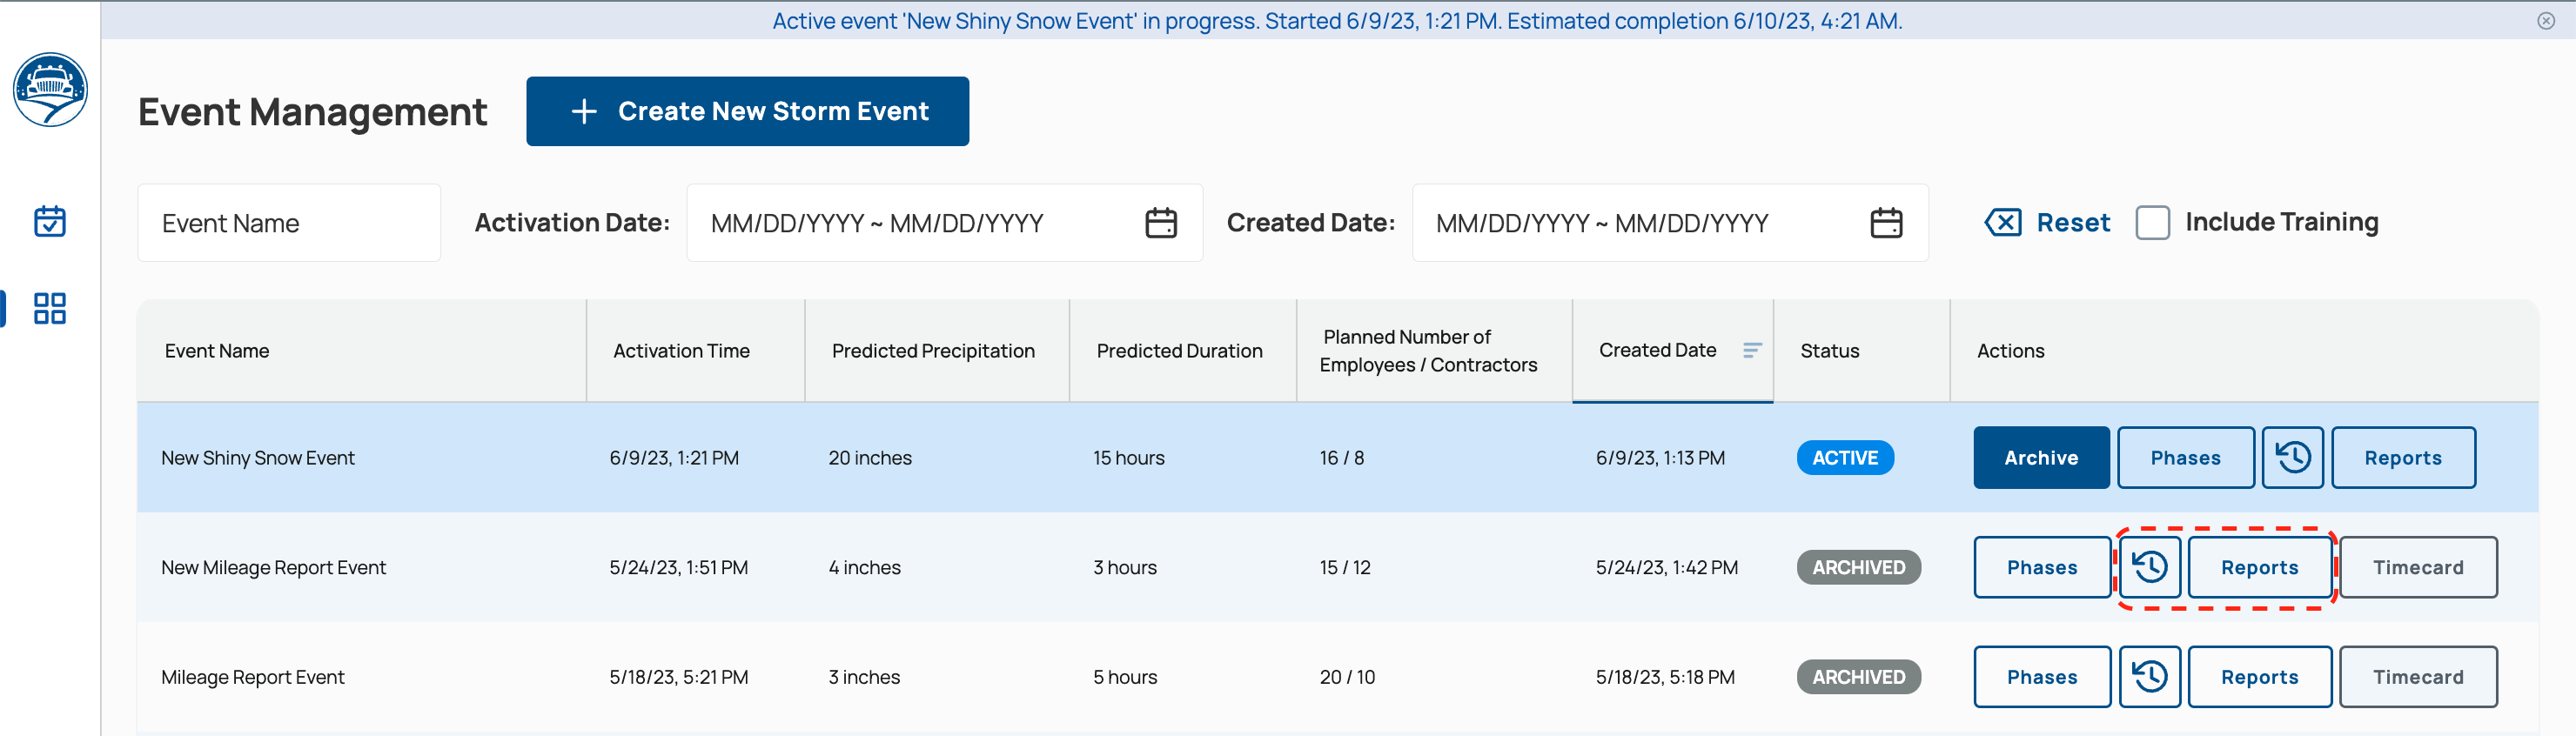 Active event 'New Shiny Snow Event' in progress. Started 6/9/23, 1:21 PM. Estimated completion 6/10/23, 4:21 AM.
Event Management
Create New Storm Event
Event Name
Activation Date:
MM/DD/YYYY ~ MM/DD/YYYY
Created Date:
MM/DD/YYYY ~ MM/DD/YYYY
Reset
Include Training
Event Name
Activation Time
Predicted Precipitation
Predicted Duration
Planned Number of
Employees / Contractors
Created Date
Status
Actions
New Shiny Snow Event
6/9/23, 1:21 PM
20 inches
15 hours
16 / 8
6/9/23, 1:13 PM
ACTIVE
Archive
Phases
Reports
New Mileage Report Event
5/24/23, 1:51 PM
4 inches
3 hours
15 / 12
5/24/23, 1:42 PM
ARCHIVED
Phases
Reports
Timecard
Mileage Report Event
5/18/23, 5:21 PM
3 inches
5 hours
20 / 10
5/18/23, 5:18 PM
ARCHIVED
Phases
Reports
Timecard